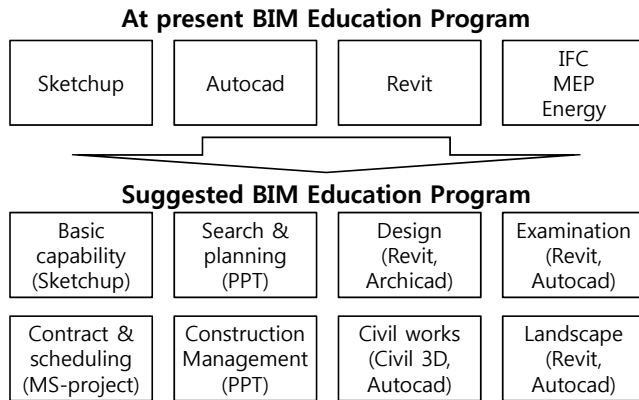 At present BIM Education Program
Sketchup
Autocad
Revit
IFC
MEP
Energy
Suggested BIM Education Program
Basic
capability
(Sketchup)
Search &
planning
(PPT)
Design
(Revit,
Archicad)
Examination
(Revit,
Autocad)
Contract &
scheduling
(MS-project)
Construction
Management
(PPT)
Civil works
(Civil 3D,
Autocad)
Landscape
(Revit,
Autocad)